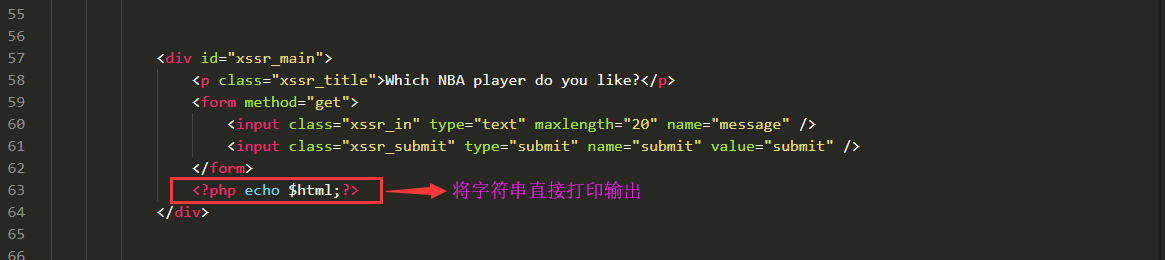 55
56
57 <div id="xssr_main">
58 <p class="xssr_title">Which NBA player do you like?</p>
59 <form method="get">
60 <input class="xssr_in" type="text" maxlength="20" name="message" />
61 <input class="xssr_submit" type="submit" name="submit" value="submit" />
62 </form>
63 <?php echo $html;?> 将字符串直接打印输出
64 </div>
65
66